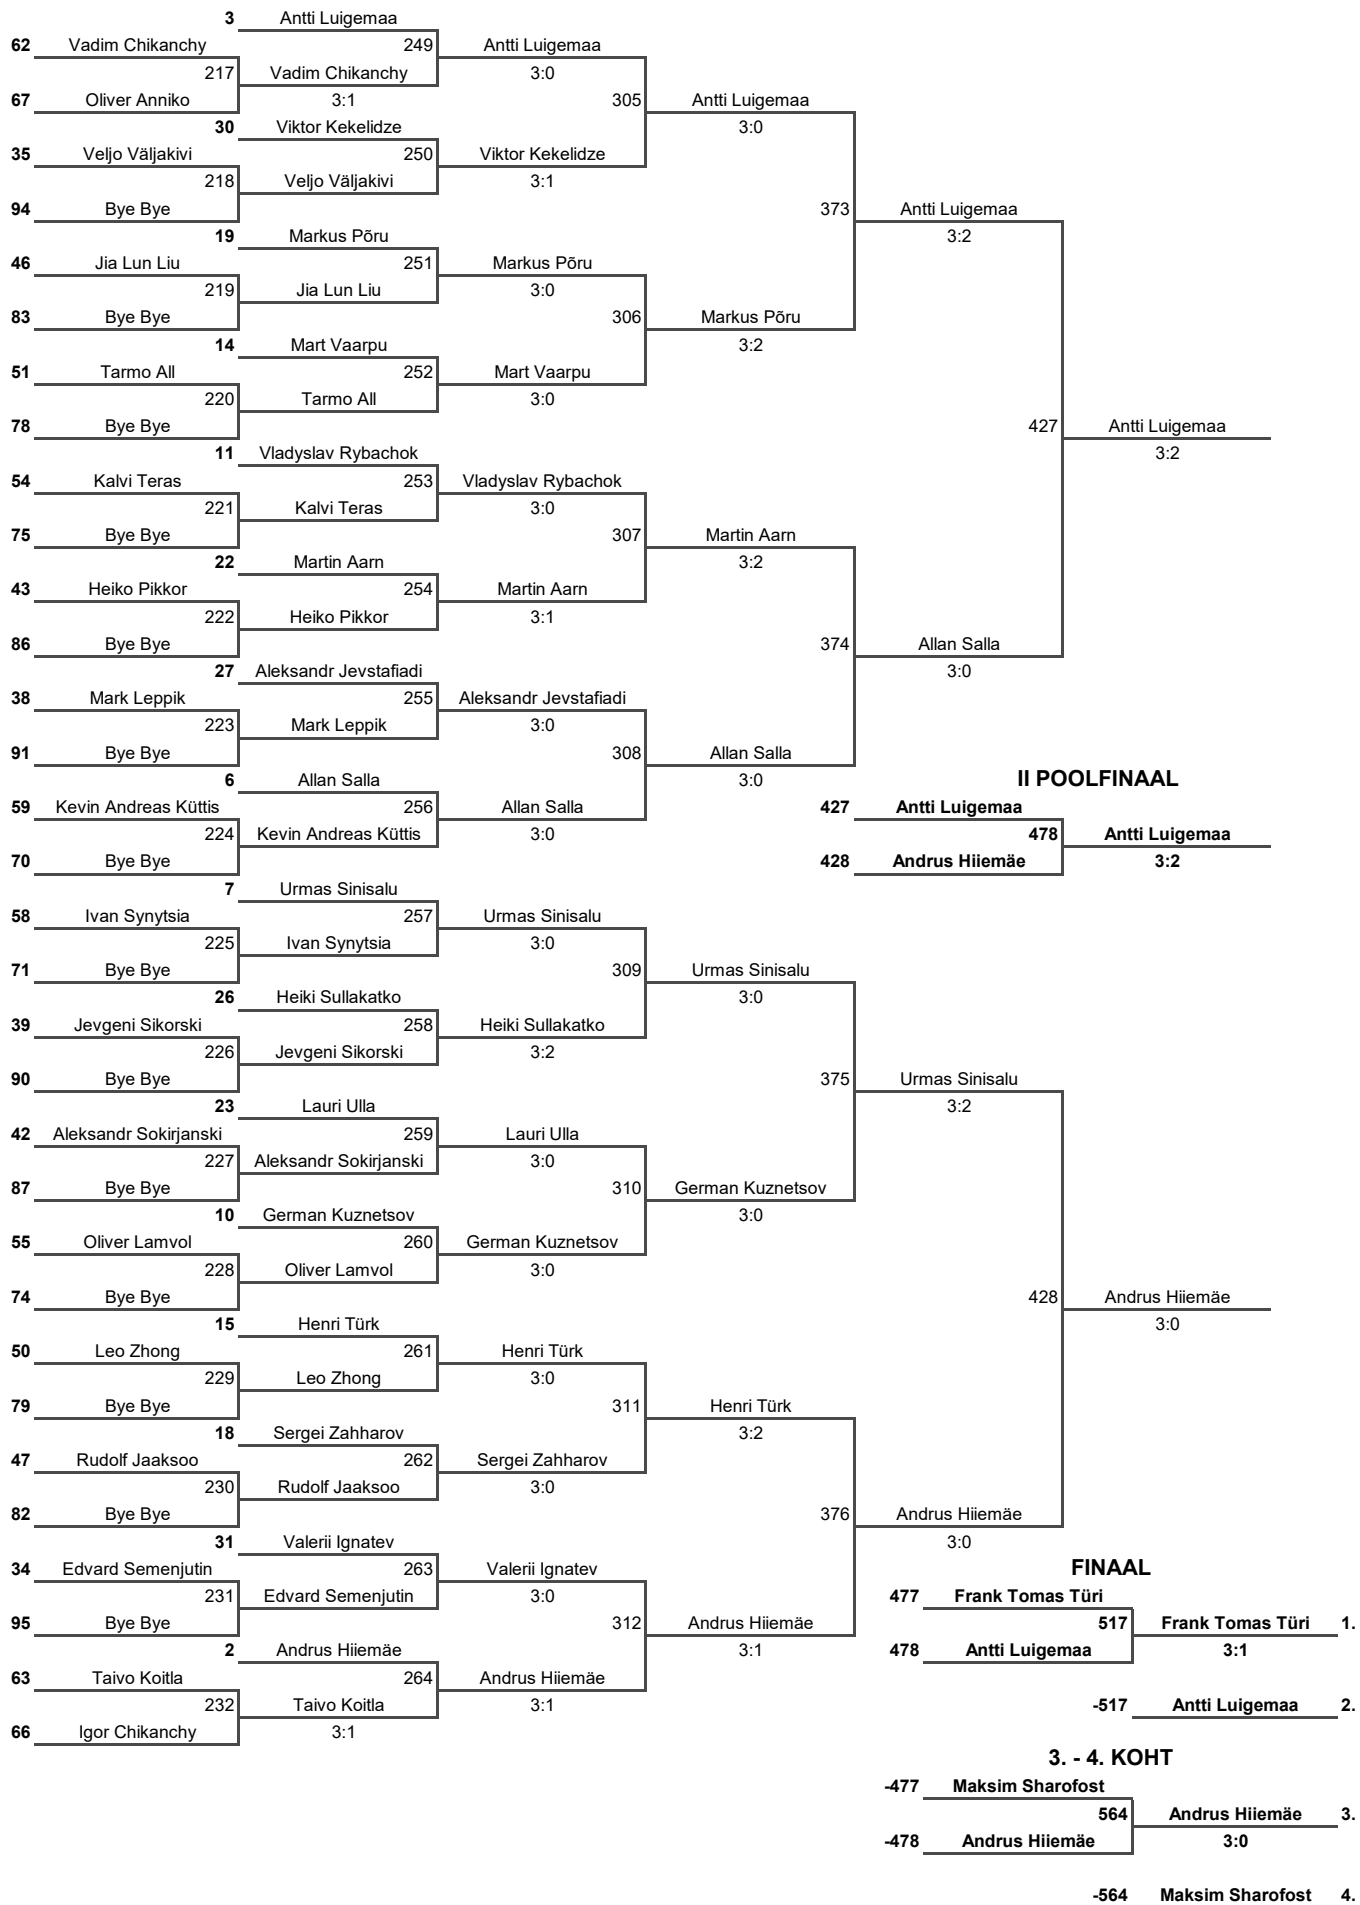 3 Antti Luigemaa
62 Vadim Chikanchy 249 Antti Luigemaa
217 Vadim Chikanchy 3:0
67 Oliver Anniko 3:1 305 Antti Luigemaa
30 Viktor Kekelidze 3:0
35 Veljo Väljakivi 250 Viktor Kekelidze
218 Veljo Väljakivi 3:1
94 Bye Bye 373 Antti Luigemaa
19 Markus Põru 3:2
46 Jia Lun Liu 251 Markus Põru
219 Jia Lun Liu 3:0
83 Bye Bye 306 Markus Põru
14 Mart Vaarpu 3:2
51 Tarmo All 252 Mart Vaarpu
220 Tarmo All 3:0
78 Bye Bye 427 Antti Luigemaa
11 Vladyslav Rybachok 3:2
54 Kalvi Teras 253 Vladyslav Rybachok
221 Kalvi Teras 3:0
75 Bye Bye 307 Martin Aarn
22 Martin Aarn 3:2
43 Heiko Pikkor 254 Martin Aarn
222 Heiko Pikkor 3:1
86 Bye Bye 374 Allan Salla
27 Aleksandr Jevstafiadi 3:0
38 Mark Leppik 255 Aleksandr Jevstafiadi
223 Mark Leppik 3:0
91 Bye Bye 308 Allan Salla
6 Allan Salla 3:0 II POOLFINAAL
59 Kevin Andreas Küttis 256 Allan Salla 427 Antti Luigemaa
224 Kevin Andreas Küttis 3:0 478 Antti Luigemaa
70 Bye Bye 428 Andrus Hiiemäe 3:2
7 Urmas Sinisalu
58 Ivan Synytsia 257 Urmas Sinisalu
225 Ivan Synytsia 3:0
71 Bye Bye 309 Urmas Sinisalu
26 Heiki Sullakatko 3:0
39 Jevgeni Sikorski 258 Heiki Sullakatko
226 Jevgeni Sikorski 3:2
90 Bye Bye 375 Urmas Sinisalu
23 Lauri Ulla 3:2
42 Aleksandr Sokirjanski 259 Lauri Ulla
227 Aleksandr Sokirjanski 3:0
87 Bye Bye 310 German Kuznetsov
10 German Kuznetsov 3:0
55 Oliver Lamvol 260 German Kuznetsov
228 Oliver Lamvol 3:0
74 Bye Bye 428 Andrus Hiiemäe
15 Henri Türk 3:0
50 Leo Zhong 261 Henri Türk
229 Leo Zhong 3:0
79 Bye Bye 311 Henri Türk
18 Sergei Zahharov 3:2
47 Rudolf Jaaksoo 262 Sergei Zahharov
230 Rudolf Jaaksoo 3:0
82 Bye Bye 376 Andrus Hiiemäe
31 Valerii Ignatev 3:0
34 Edvard Semenjutin 263 Valerii Ignatev FINAAL
231 Edvard Semenjutin 3:0 477 Frank Tomas Türi
95 Bye Bye 312 Andrus Hiiemäe 517 Frank Tomas Türi 1.
2 Andrus Hiiemäe 3:1 478 Antti Luigemaa 3:1
63 Taivo Koitla 264 Andrus Hiiemäe
232 Taivo Koitla 3:1 -517 Antti Luigemaa 2.
66 Igor Chikanchy 3:1
3. - 4. KOHT
-477 Maksim Sharofost
564 Andrus Hiiemäe 3.
-478 Andrus Hiiemäe 3:0
-564 Maksim Sharofost 4.